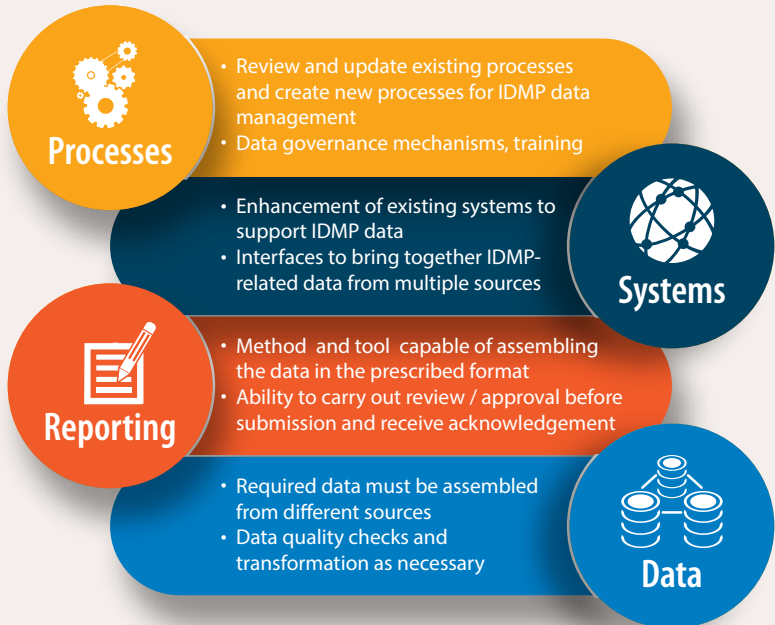 Processes
• Review and update existing processes
and create new processes for IDMP data
management
• Data governance mechanisms, training
• Enhancement of existing systems to
support IDMP data
• Interfaces to bring together IDMP-
related data from multiple sources
Systems
Reporting
• Method and tool capable of assembling
the data in the prescribed format
• Ability to carry out review / approval before
submission and receive acknowledgement
• Required data must be assembled
from different sources
• Data quality checks and
transformation as necessary
Data